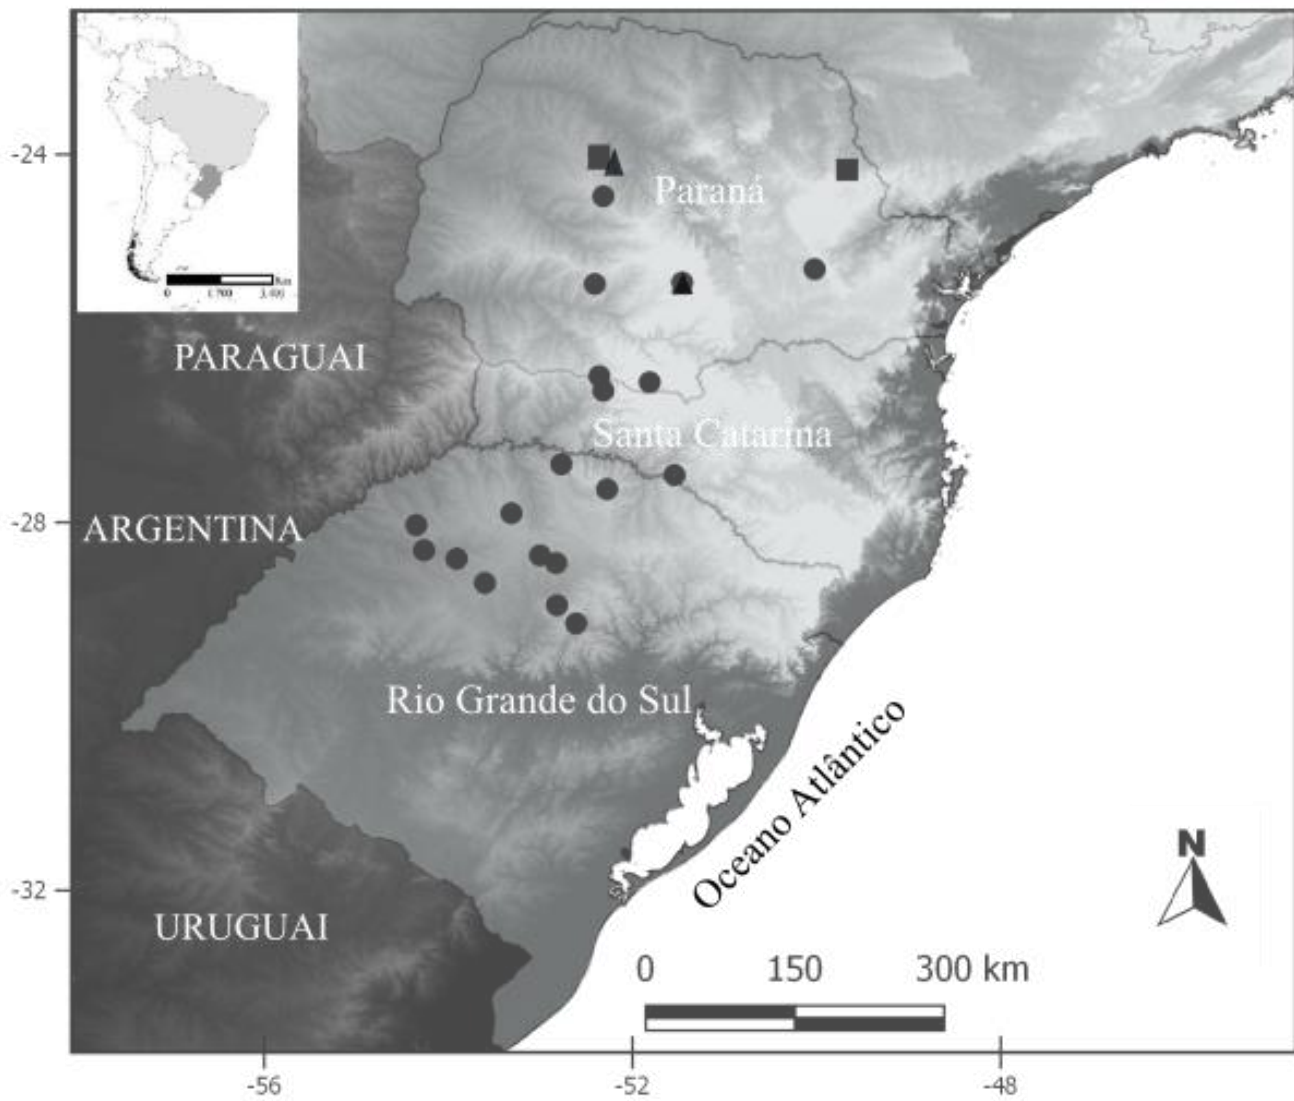 0
-24
Paraná
PARAGUAI
Santa Catarina
-28
ARGENTINA
Rio Grande do Sul
Oceano Atlântico
N
-32
URUGUAI
0 150 300 km
-56 -52 -48